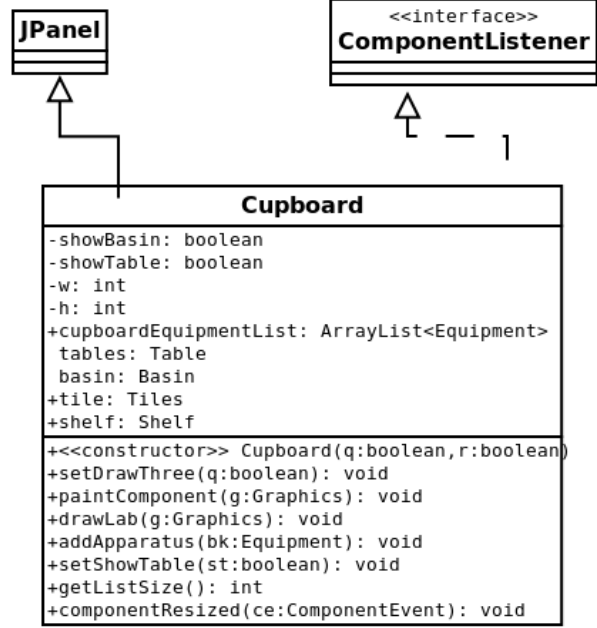 JPanel
<<interface>>
ComponentListener
Cupboard
-showBasin: boolean
-showTable: boolean
-w: int
-h: int
+cupboardEquipmentList: ArrayList<Equipment>
tables: Table
basin: Basin
+tile: Tiles
+shelf: Shelf
+<<constructor>> Cupboard(q:boolean,r:boolean)
+setDrawThree(q:boolean): void
+paintComponent(g:Graphics): void
+drawLab(g:Graphics): void
+addApparatus(bk:Equipment): void
+setShowTable(st:boolean): void
+getListSize(): int
+componentResized(ce:ComponentEvent): void